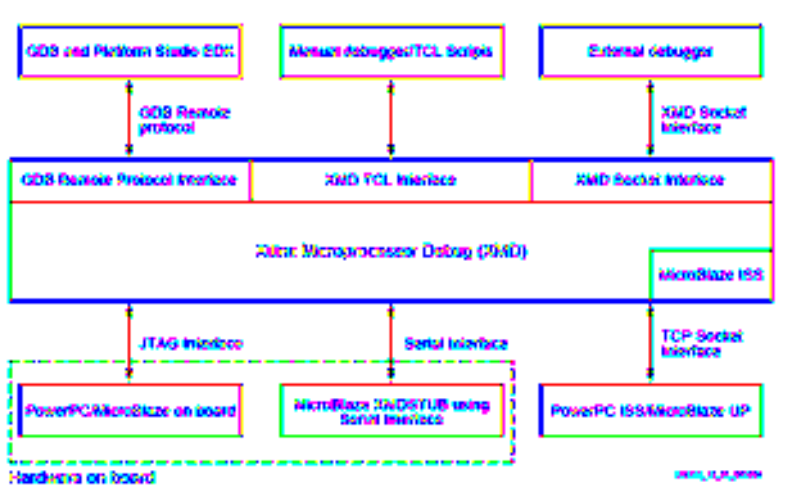 GDB and Platform Studio SDK
Manual debugger/TCL Scripts
External debugger
GDB Remote
protocol
XMD Socket
Interface
GDB Remote Protocol Interface
XMD TCL Interface
XMD Socket Interface
Xilinx Microprocessor Debug (XMD)
MicroBlaze ISS
JTAG Interface
Serial Interface
TCP Socket
Interface
PowerPC/MicroBlaze on board
MicroBlaze XMDSTUB using
Serial Interface
PowerPC ISS/MicroBlaze
Hardware on board